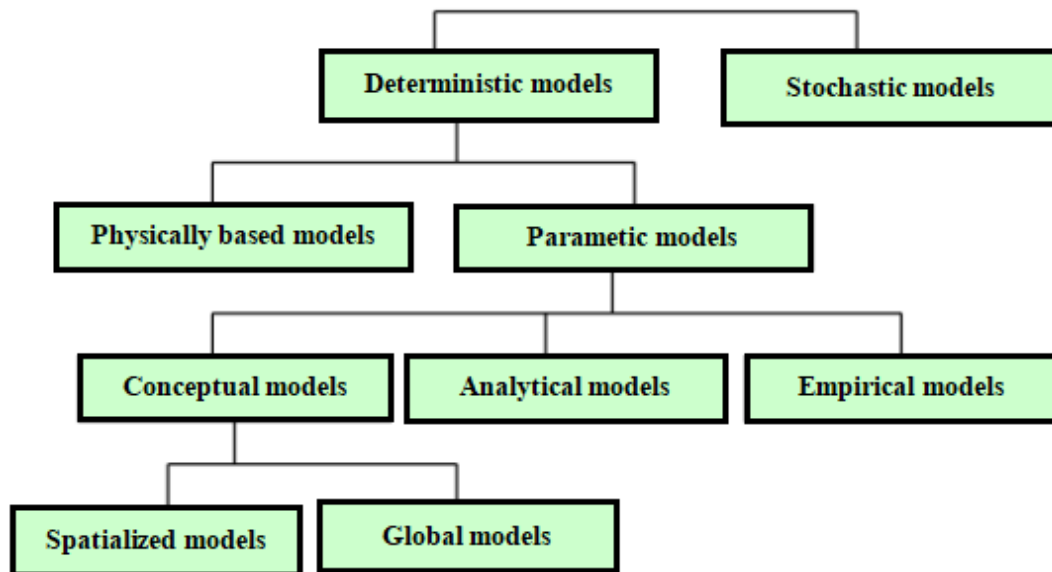 Deterministic models
Stochastic models
Physically based models
Parametic models
Conceptual models
Analytical models
Empirical models
Spatialized models
Global models